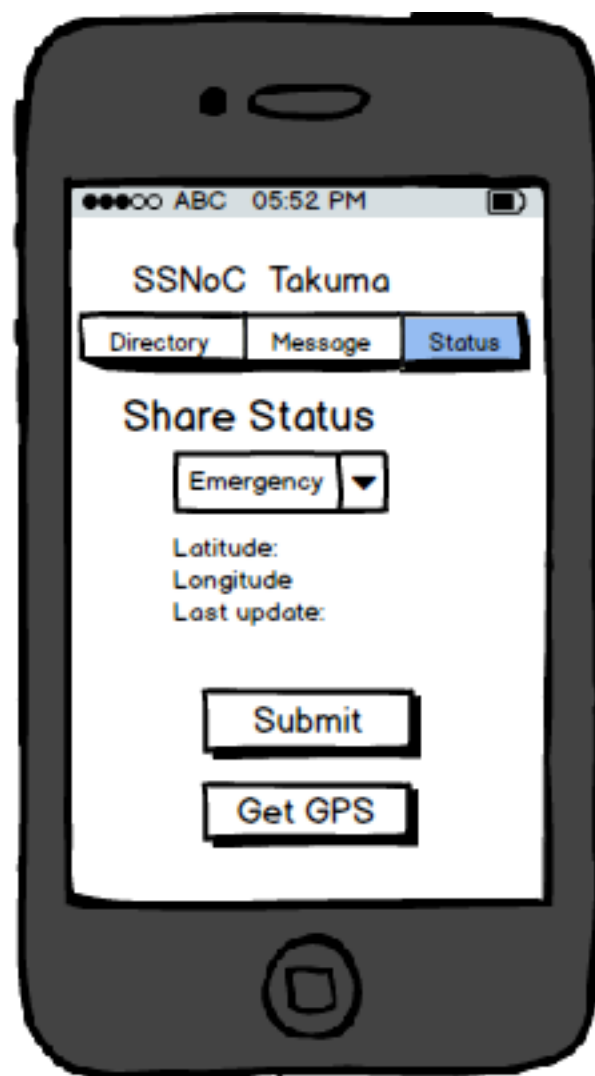 ABC 05:52 PM
SSNoC Takuma
Directory Message Status
Share Status
Emergency
Latitude:
Longitude
Last update:
Submit
Get GPS